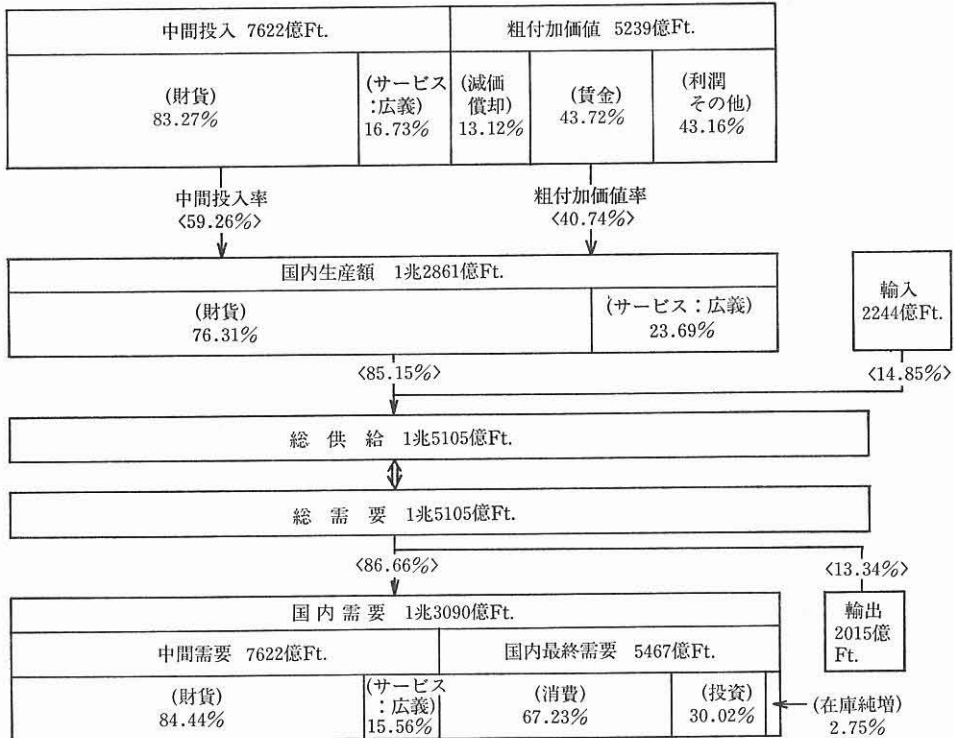 中間投入 7622億Ft.
粗付加価値 5239億Ft.
(財貨)
83.27%
(サービス
:広義)
16.73%
(減価
償却)
13.12%
(賃金)
43.72%
(利潤
その他)
43.16%
中間投入率
〈59.26%〉
粗付加価値率
〈40.74%〉
国内生産額 1兆2861億Ft.
(財貨)
76.31%
(サービス:広義)
23.69%
輸入
2244億Ft.
〈85.15%〉
〈14.85%〉
総供給 1兆5105億Ft.
総需要 1兆5105億Ft.
〈86.66%〉
〈13.34%〉
国内需要 1兆3090億Ft.
輸出
2015億
Ft.
中間需要 7622億Ft.
国内最終需要 5467億Ft.
(財貨)
84.44%
(サービス
:広義)
15.56%
(消費)
67.23%
(投資)
30.02%
(在庫純増)
2.75%